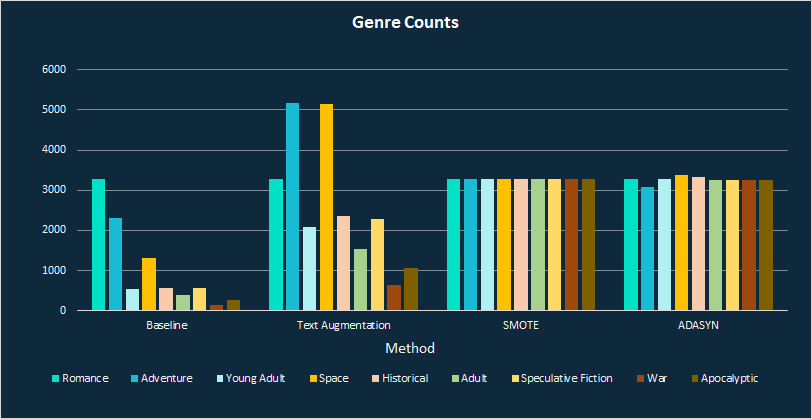 Genre Counts
6000
5000
4000
3000
2000
1000
0
Baseline Text Augmentation SMOTE ADASYN
Method
Romance Adventure Young Adult Space Historical Adult Speculative Fiction War Apocalyptic